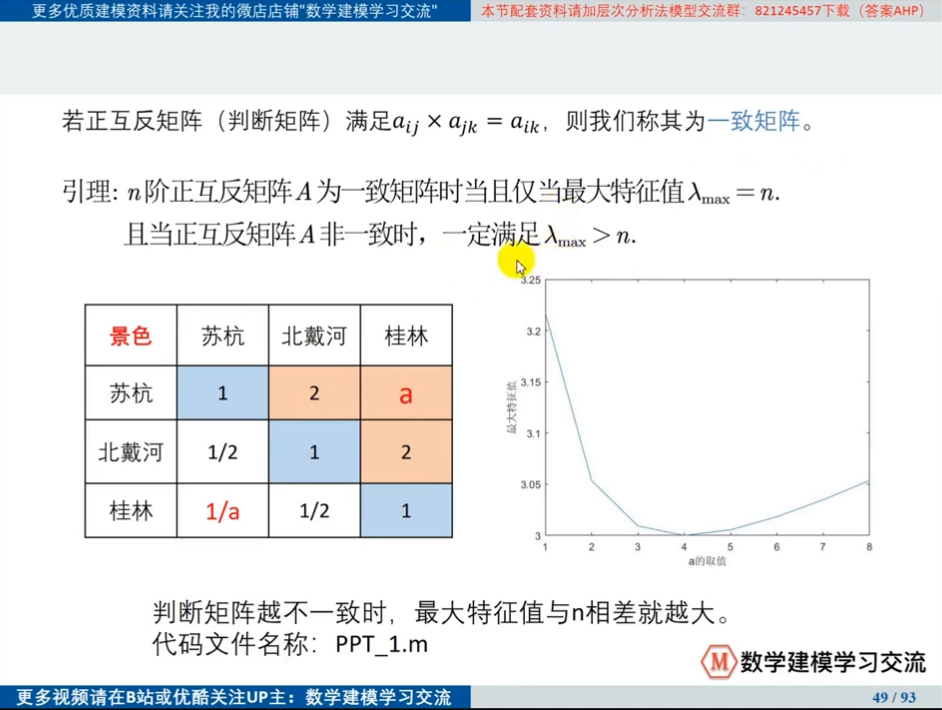 更多优质建模资料请关注我的微店店铺"数学建模学习交流"
本节配套资料请加层次分析法模型交流群：821245457下载（答案AHP）
若正互反矩阵（判断矩阵）满足aᵢⱼ × aⱼₖ = aᵢₖ，则我们称其为一致矩阵。
引理: n 阶正互反矩阵 A 为一致矩阵时当且仅当最大特征值 λmax = n.
且当正互反矩阵 A 非一致时，一定满足 λmax > n.
景色 苏杭 北戴河 桂林
苏杭 1 2 a
北戴河 1/2 1 2
桂林 1/a 1/2 1
3.25
3.2
3.15
3.1
3.05
3
最大特征值
1 2 3 4 5 6 7 8
a的取值
判断矩阵越不一致时，最大特征值与n相差就越大。
代码文件名称：PPT_1.m
M 数学建模学习交流
更多视频请在B站或优酷关注UP主：数学建模学习交流
49 / 93